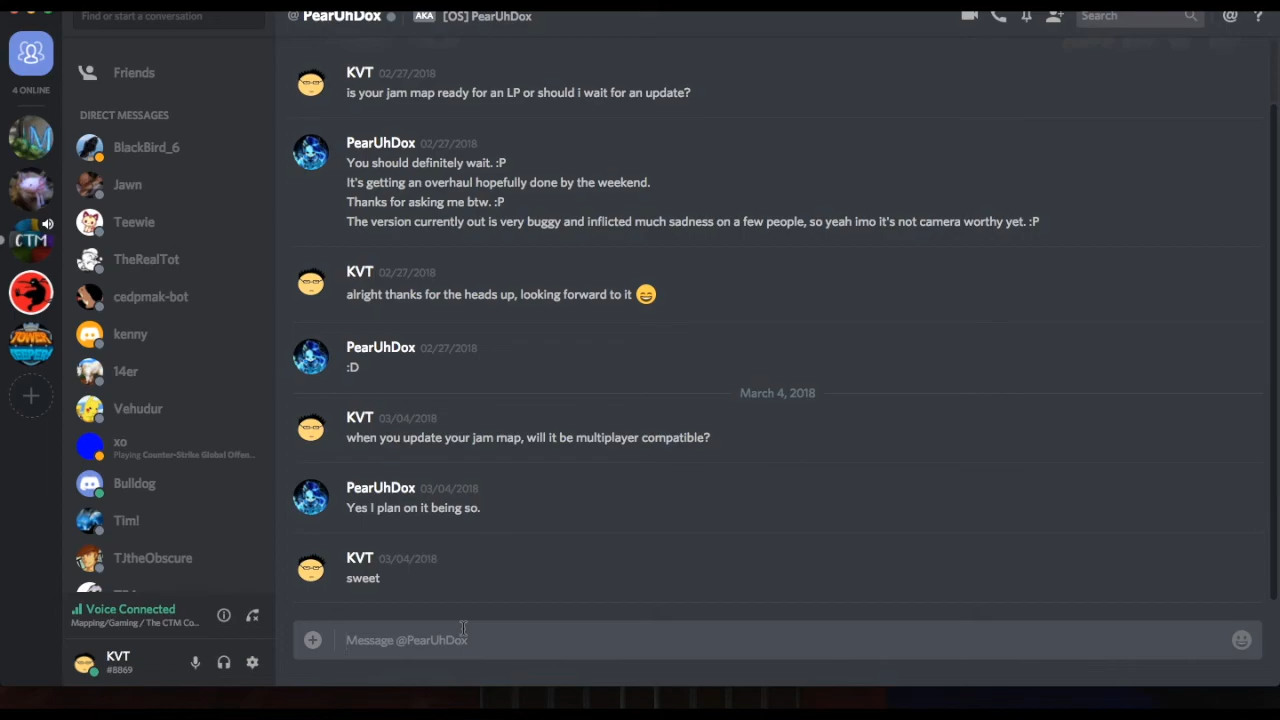 Find or start a conversation
@ PearUhDox
AKA
[OS] PearUhDox
Search
@
?
4 ONLINE
M
CTM
TOWER
KEEPERS
+
Friends
DIRECT MESSAGES
BlackBird_6
Jawn
Teewie
TheRealTot
cedpmak-bot
kenny
14er
Vehudur
xo
Playing Counter-Strike Global Offen...
Bulldog
Tim!
TJtheObscure
Voice Connected
Mapping/Gaming / The CTM Co...
KVT
#8869
KVT 02/27/2018
is your jam map ready for an LP or should i wait for an update?
PearUhDox 02/27/2018
You should definitely wait. :P
It's getting an overhaul hopefully done by the weekend.
Thanks for asking me btw. :P
The version currently out is very buggy and inflicted much sadness on a few people, so yeah imo it's not camera worthy yet. :P
KVT 02/27/2018
alright thanks for the heads up, looking forward to it 😄
PearUhDox 02/27/2018
:D
March 4, 2018
KVT 03/04/2018
when you update your jam map, will it be multiplayer compatible?
PearUhDox 03/04/2018
Yes I plan on it being so.
KVT 03/04/2018
sweet
Message @PearUhDox